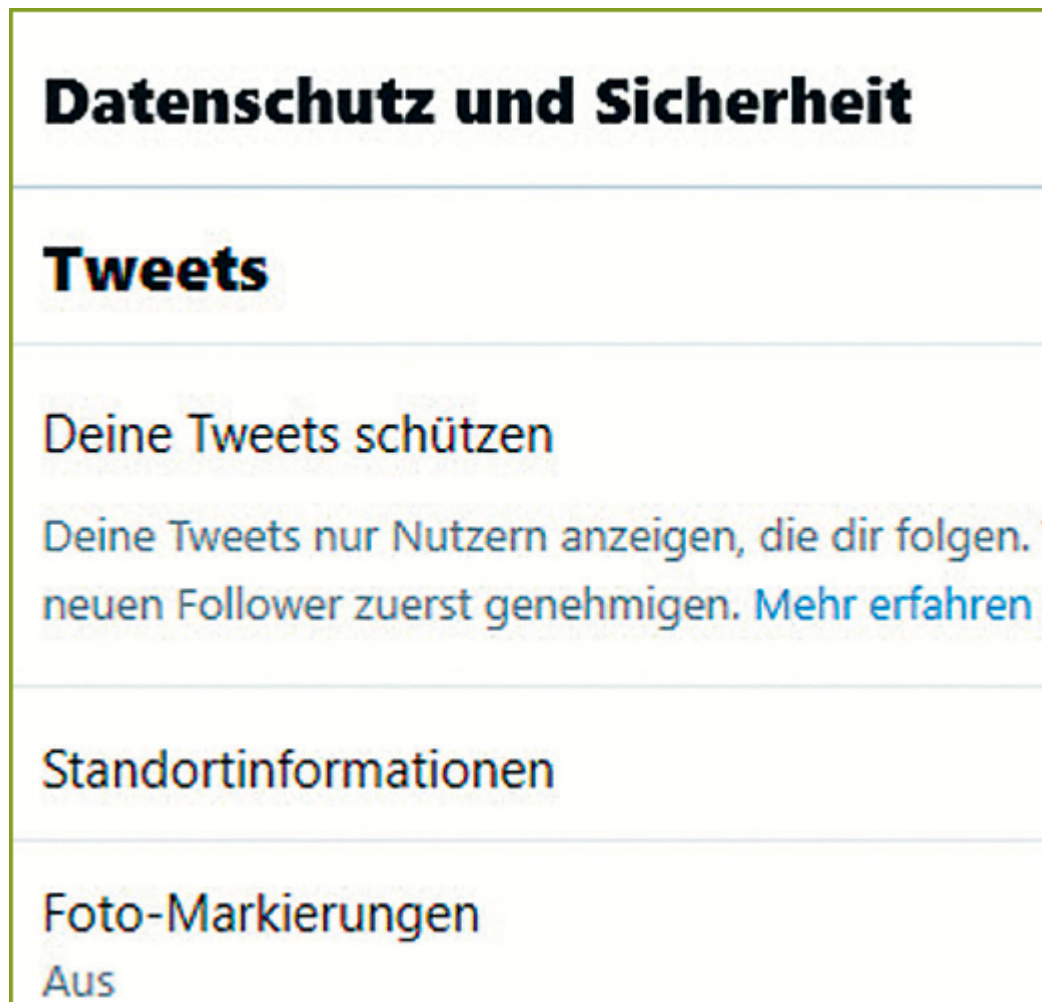 Datenschutz und Sicherheit
Tweets
Deine Tweets schützen
Deine Tweets nur Nutzern anzeigen, die dir folgen.
neuen Follower zuerst genehmigen. Mehr erfahren
Standortinformationen
Foto-Markierungen
Aus